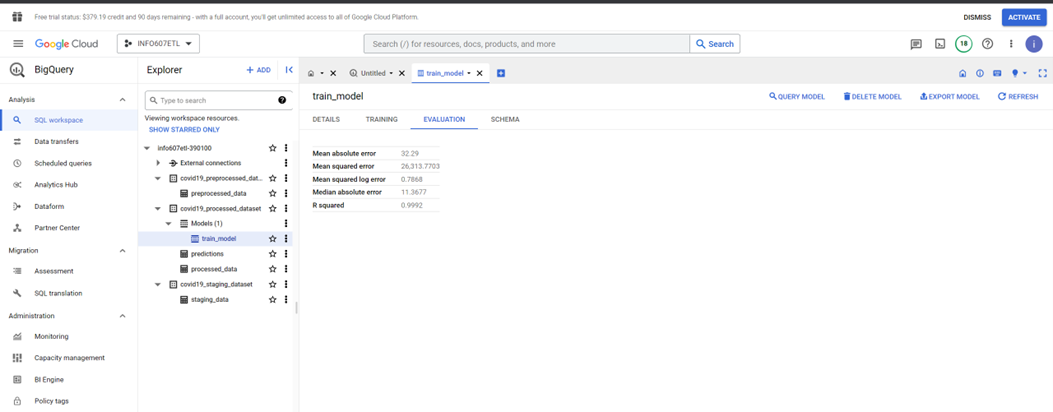 Free trial status: $379.19 credit and 90 days remaining - with a full account, you'll get unlimited access to all of Google Cloud Platform. DISMISS ACTIVATE
Google Cloud INFO607ETL Search (/) for resources, docs, products, and more Search 18 i
BigQuery
Analysis
SQL workspace
Data transfers
Scheduled queries
Analytics Hub
Dataform
Partner Center
Migration
Assessment
SQL translation
Administration
Monitoring
Capacity management
BI Engine
Policy tags
Explorer + ADD
Type to search
Viewing workspace resources.
SHOW STARRED ONLY
info607etl-390100
External connections
covid19_preprocessed_dat...
preprocessed_data
covid19_processed_dataset
Models (1)
train_model
predictions
processed_data
covid19_staging_dataset
staging_data
Untitled train_model
train_model QUERY MODEL DELETE MODEL EXPORT MODEL REFRESH
DETAILS TRAINING EVALUATION SCHEMA
Mean absolute error 32.29
Mean squared error 26,313.7703
Mean squared log error 0.7868
Median absolute error 11.3677
R squared 0.9992